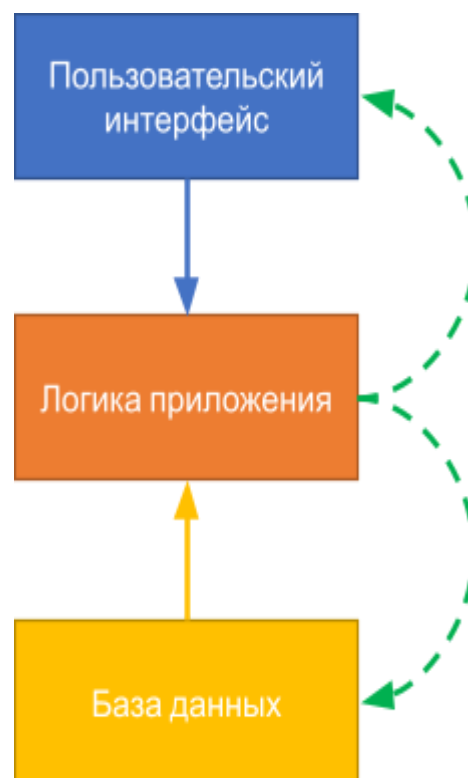 Пользовательский
интерфейс
Логика приложения
База данных